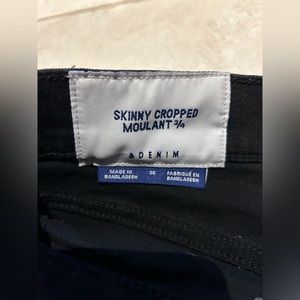 SKINNY CROPPED
MOULANT 3/4
& DENIM
MADE IN BANGLADESH
36
FABRIQUÉ EN BANGLADESH